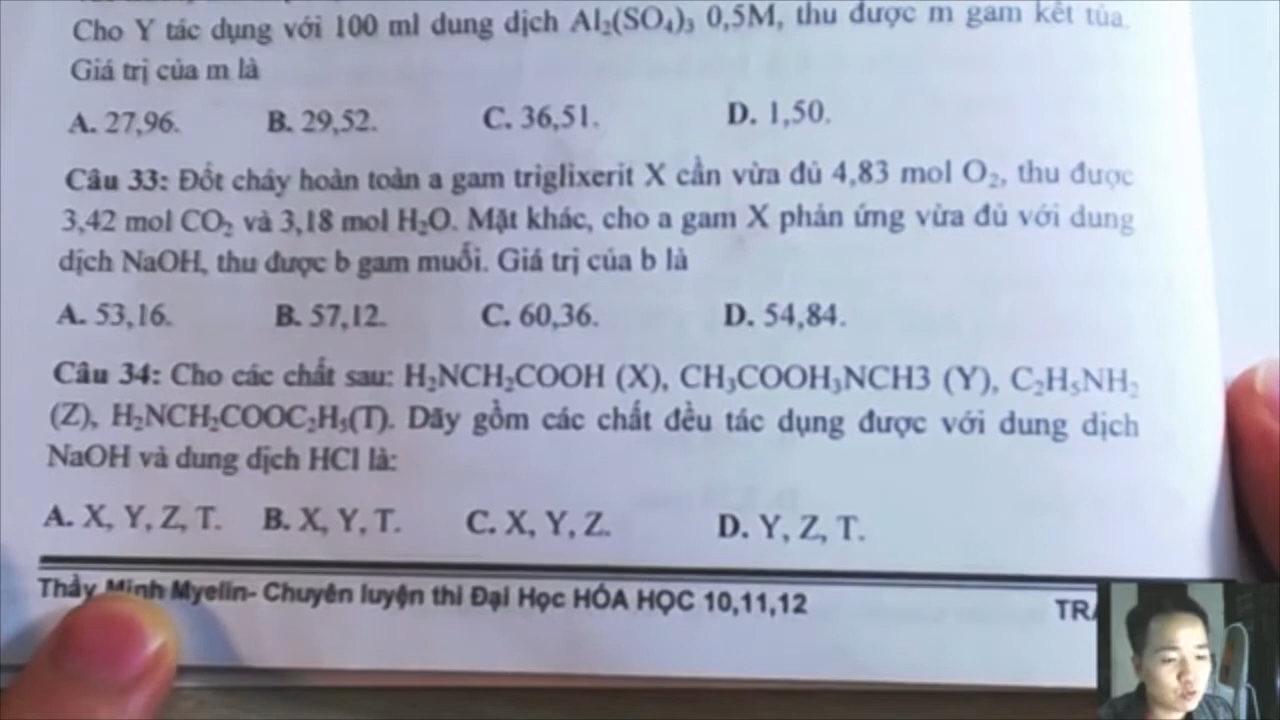 Cho Y tác dụng với 100 ml dung dịch Al₂(SO₄)₃ 0,5M, thu được m gam kết tủa.
Giá trị của m là
A. 27,96. B. 29,52. C. 36,51. D. 1,50.
Câu 33: Đốt cháy hoàn toàn a gam triglixerit X cần vừa đủ 4,83 mol O₂, thu được
3,42 mol CO₂ và 3,18 mol H₂O. Mặt khác, cho a gam X phản ứng vừa đủ với dung
dịch NaOH, thu được b gam muối. Giá trị của b là
A. 53,16. B. 57,12. C. 60,36. D. 54,84.
Câu 34: Cho các chất sau: H₂NCH₂COOH (X), CH₃COOH₃NCH3 (Y), C₂H₅NH₂
(Z), H₂NCH₂COOC₂H₅(T). Dãy gồm các chất đều tác dụng được với dung dịch
NaOH và dung dịch HCl là:
A. X, Y, Z, T. B. X, Y, T. C. X, Y, Z. D. Y, Z, T.
Thầy Minh Myelin- Chuyên luyện thi Đại Học HÓA HỌC 10,11,12